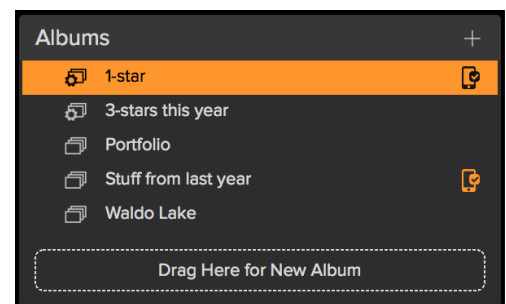 Albums
1-star
3-stars this year
Portfolio
Stuff from last year
Waldo Lake
Drag Here for New Album